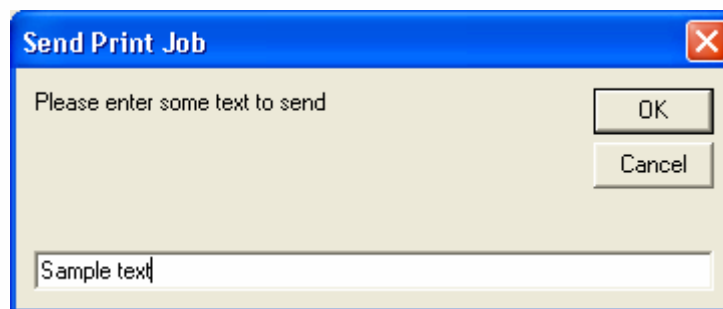 Send Print Job
Please enter some text to send
OK
Cancel
Sample text